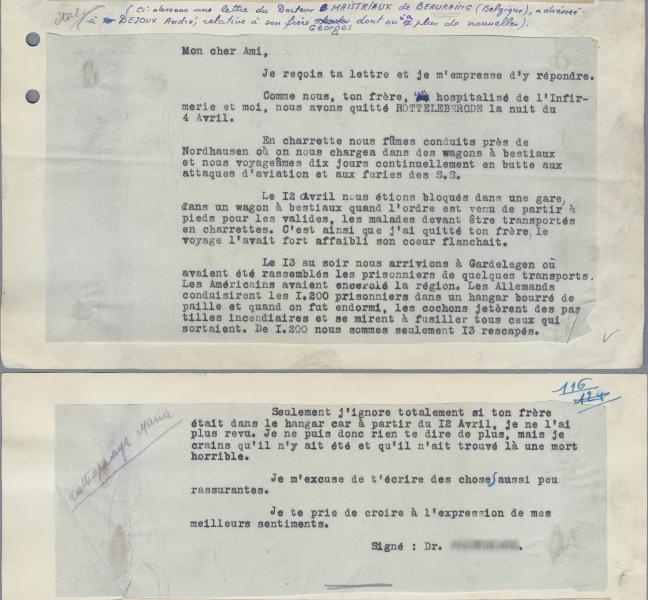 (Ci-dessous une lettre du Docteur MAISTRIAUX de BEAURAING (Belgique), adressée
à DEJOUX André, relative à son frère dont on n'a plus de nouvelles).
Georges
Mon cher Ami,
Je reçois ta lettre et je m'empresse d'y répondre.
Comme nous, ton frère, hospitalisé de l'Infir-
merie et moi, nous avons quitté ROTTLEBERODE la nuit du
4 Avril.
En charrette nous fûmes conduits près de
Nordhausen où on nous chargea dans des wagons à bestiaux
et nous voyageâmes dix jours continuellement en butte aux
attaques d'aviation et aux furies des S.S.
Le I2 Avril nous étions bloqués dans une gare,
dans un wagon à bestiaux quand l'ordre est venu de partir à
pieds pour les valides, les malades devant être transportés
en charrettes. C'est ainsi que j'ai quitté ton frère, le
voyage l'avait fort affaibli son coeur flanchait.
Le I3 au soir nous arrivions à Gardelegen où
avaient été rassemblés les prisonniers de quelques transports.
Les Américains avaient encerclé la région. Les Allemands
conduisirent les I.200 prisonniers dans un hangar bourré de
paille et quand on fut endormi, les cochons jetèrent des pas
tilles incendiaires et se mirent à fusiller tous ceux qui
sortaient. De I.200 nous sommes seulement I3 rescapés.
116
124
Seulement j'ignore totalement si ton frère
était dans le hangar car à partir du I2 Avril, je ne l'ai
plus revu. Je ne puis donc rien te dire de plus, mais je
crains qu'il n'y ait été et qu'il n'ait trouvé là une mort
horrible.
Je m'excuse de t'écrire des choses aussi peu
rassurantes.
Je te prie de croire à l'expression de mes
meilleurs sentiments.
Signé : Dr. .
rattrappage Maria